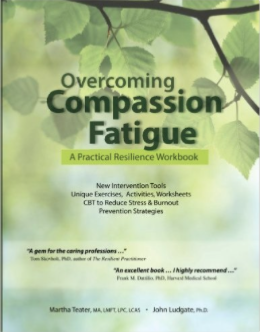 Overcoming
Compassion
Fatigue
A Practical Resilience Workbook
New Intervention Tools
Unique Exercises, Activities, Worksheets
CBT to Reduce Stress & Burnout
Prevention Strategies
"A gem for the caring professions ..."
Tom Skovholt, PhD, author of The Resilient Practitioner
"An excellent book ... I highly recommend ..."
Frank M. Dattilio, PhD, Harvard Medical School
Martha Teater, MA, LMFT, LPC, LCAS • John Ludgate, Ph.D.